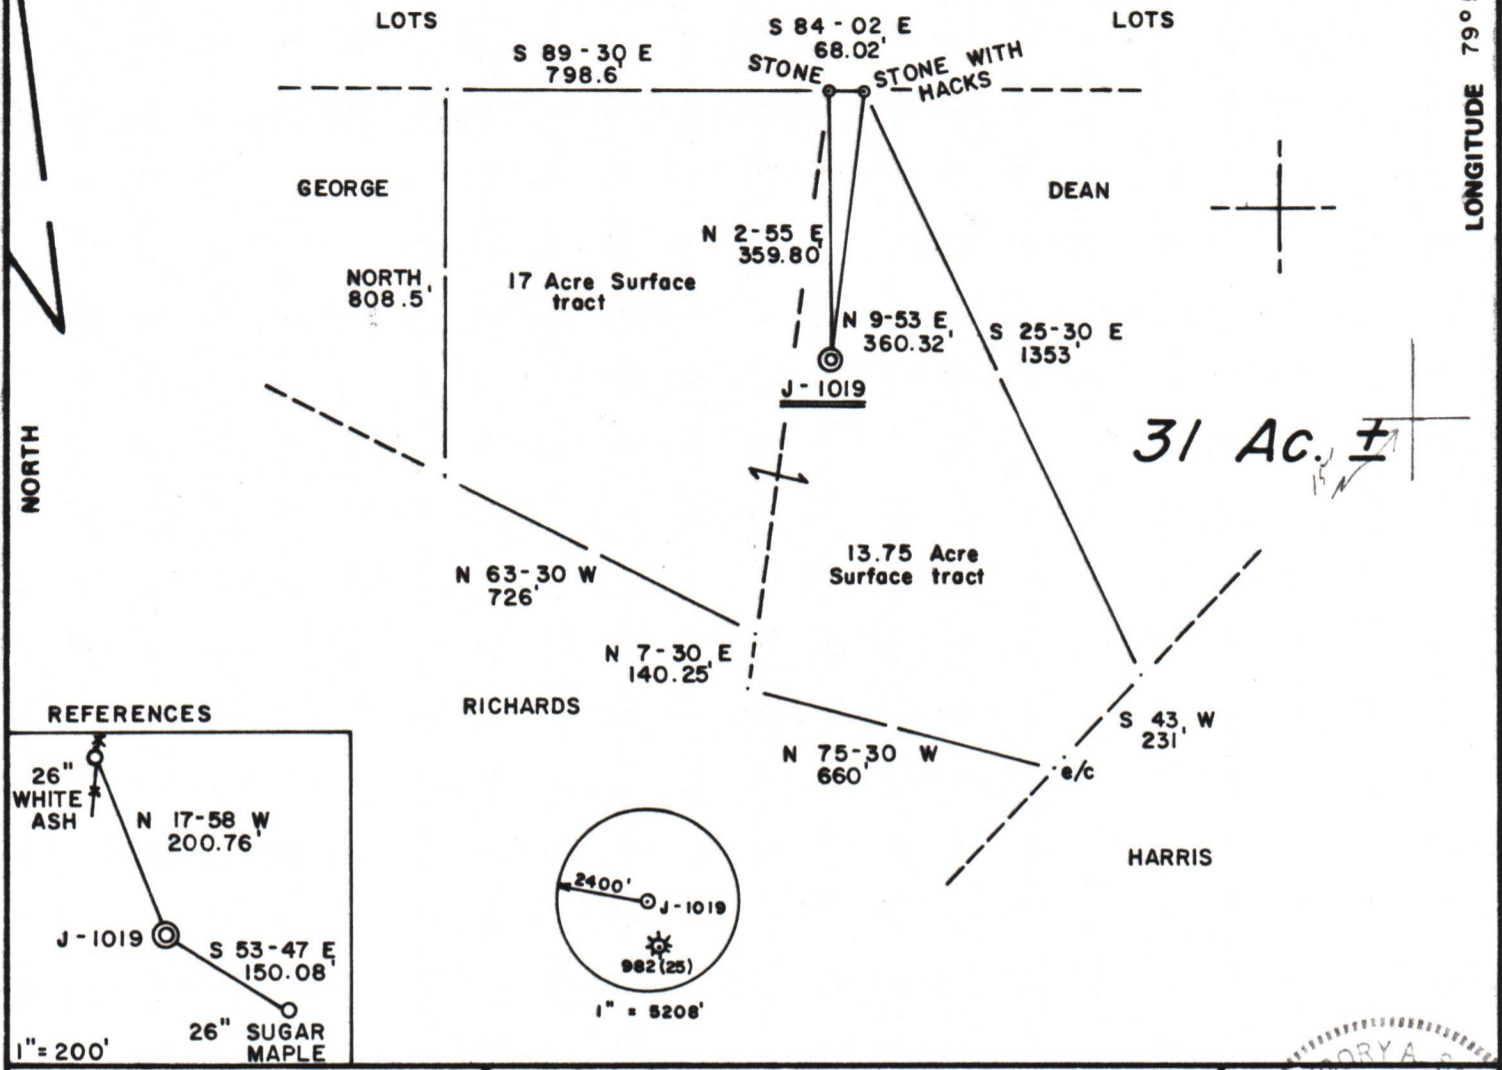 LOTS
S 84-02 E
68.02'
LOTS
S 89-30 E
798.6'
STONE
STONE WITH
HACKS
LONGITUDE 79°
GEORGE
DEAN
N 2-55 E
359.80'
NORTH
808.5'
17 Acre Surface
tract
N 9-53 E
360.32'
S 25-30 E
1353'
J-1019
31 Ac. ±
NORTH
13.75 Acre
Surface tract
N 63-30 W
726'
N 7-30 E
140.25'
RICHARDS
S 43 W
231'
N 75-30 W
660'
e/c
HARRIS
REFERENCES
26"
WHITE
ASH
N 17-58 W
200.76'
J-1019
S 53-47 E
150.08'
26" SUGAR
MAPLE
1"=200'
2400'
J-1019
982(25)
1" = 5208'